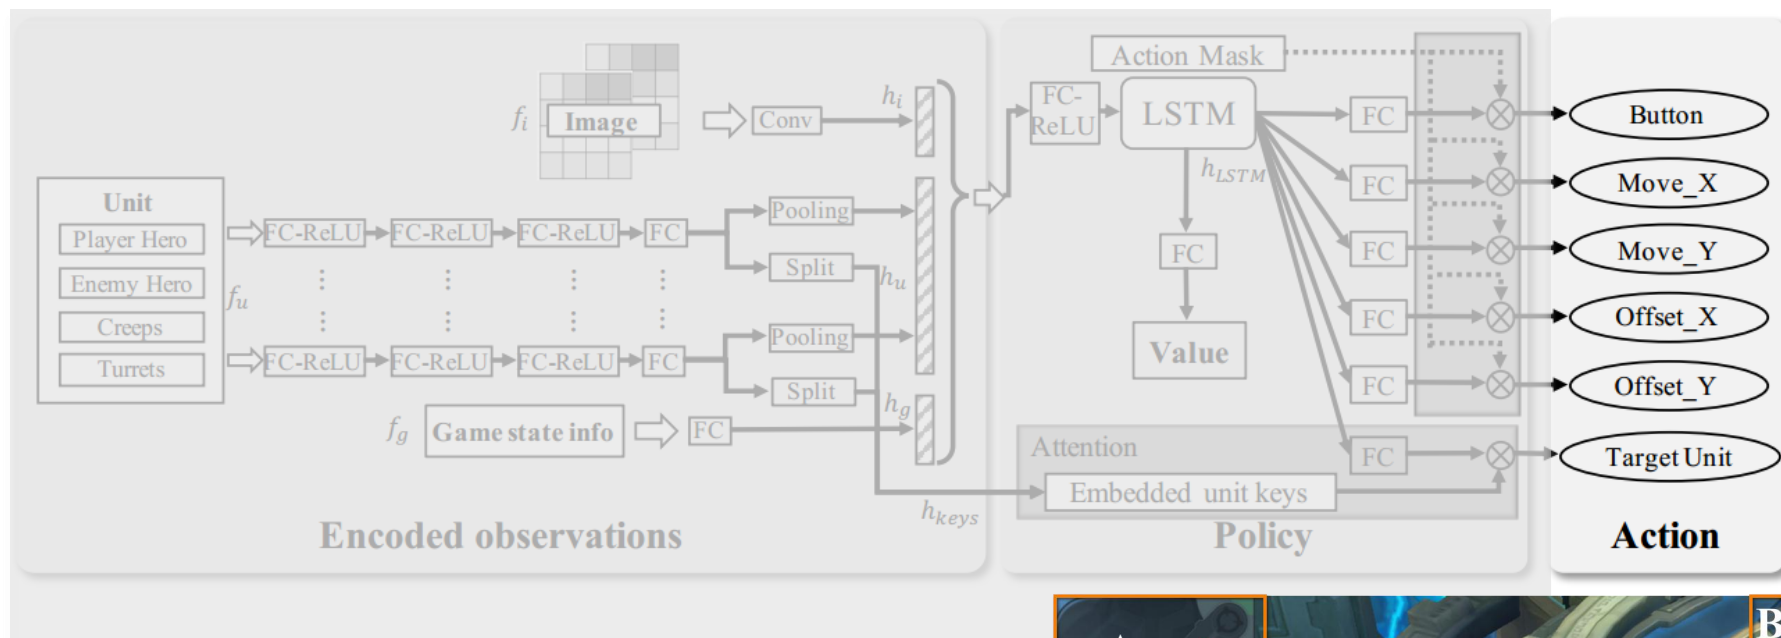 Action Mask
FC-
ReLU
LSTM
h_LSTM
FC
Button
FC
Move_X
FC
Move_Y
FC
Offset_X
FC
Offset_Y
FC
Target Unit
FC
Value
Attention
Embedded unit keys
Policy
Action
f_i
Image
Conv
h_i
Unit
Player Hero
Enemy Hero
Creeps
Turrets
f_u
FC-ReLU
FC-ReLU
FC-ReLU
FC
Pooling
Split
h_u
FC-ReLU
FC-ReLU
FC-ReLU
FC
Pooling
Split
f_g
Game state info
FC
h_g
h_keys
Encoded observations
B